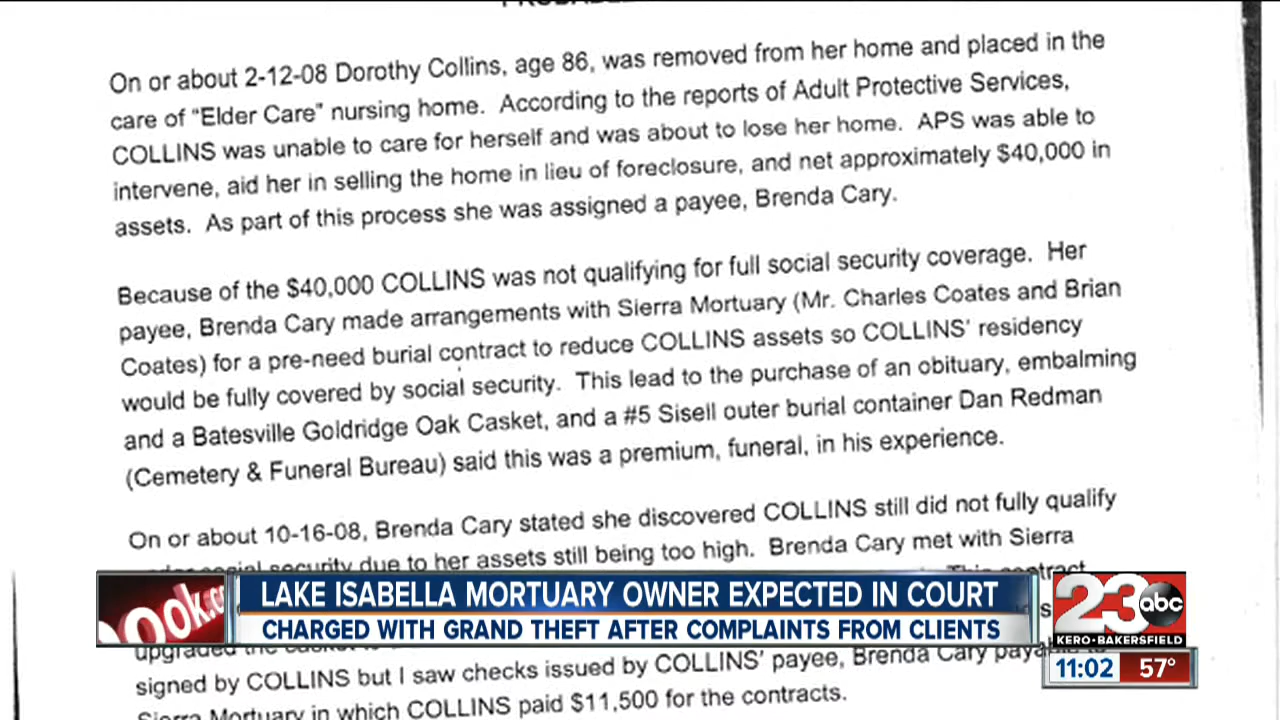 On or about 2-12-08 Dorothy Collins, age 86, was removed from her home and placed in the
care of "Elder Care" nursing home. According to the reports of Adult Protective Services,
COLLINS was unable to care for herself and was about to lose her home. APS was able to
intervene, aid her in selling the home in lieu of foreclosure, and net approximately $40,000 in
assets. As part of this process she was assigned a payee, Brenda Cary.
Because of the $40,000 COLLINS was not qualifying for full social security coverage. Her
payee, Brenda Cary made arrangements with Sierra Mortuary (Mr. Charles Coates and Brian
Coates) for a pre-need burial contract to reduce COLLINS assets so COLLINS' residency
would be fully covered by social security. This lead to the purchase of an obituary, embalming
and a Batesville Goldridge Oak Casket, and a #5 Sisell outer burial container Dan Redman
(Cemetery & Funeral Bureau) said this was a premium, funeral, in his experience.
On or about 10-16-08, Brenda Cary stated she discovered COLLINS still did not fully qualify
social security due to her assets still being too high. Brenda Cary met with Sierra
This contract
upgraded the
signed by COLLINS but I saw checks issued by COLLINS' payee, Brenda Cary payable
Sierra Mortuary in which COLLINS paid $11,500 for the contracts.
LAKE ISABELLA MORTUARY OWNER EXPECTED IN COURT
CHARGED WITH GRAND THEFT AFTER COMPLAINTS FROM CLIENTS
23 abc
KERO-BAKERSFIELD
11:02 57°